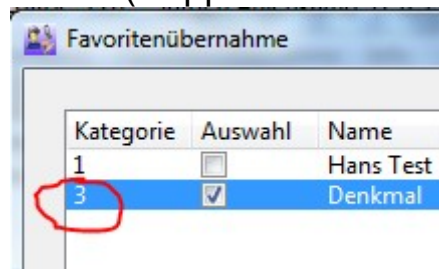 Favoritenübernahme
Kategorie Auswahl Name
1 Hans Test
3 Denkmal